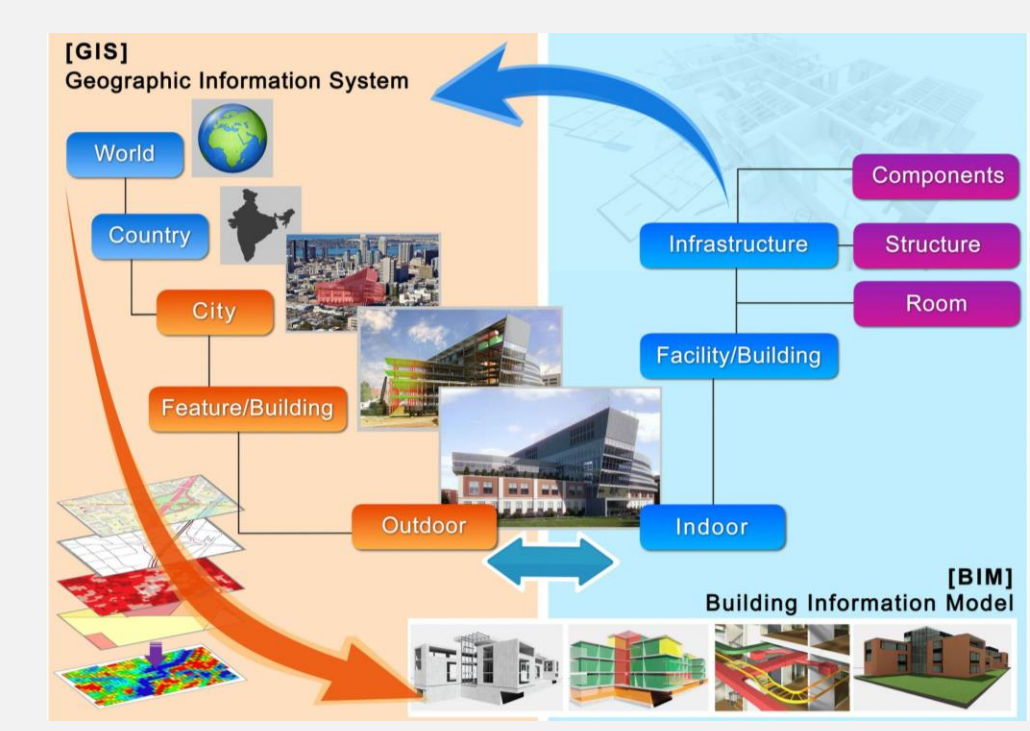 [GIS]
Geographic Information System
World
Country
City
Feature/Building
Outdoor
Components
Infrastructure
Structure
Room
Facility/Building
Indoor
[BIM]
Building Information Model